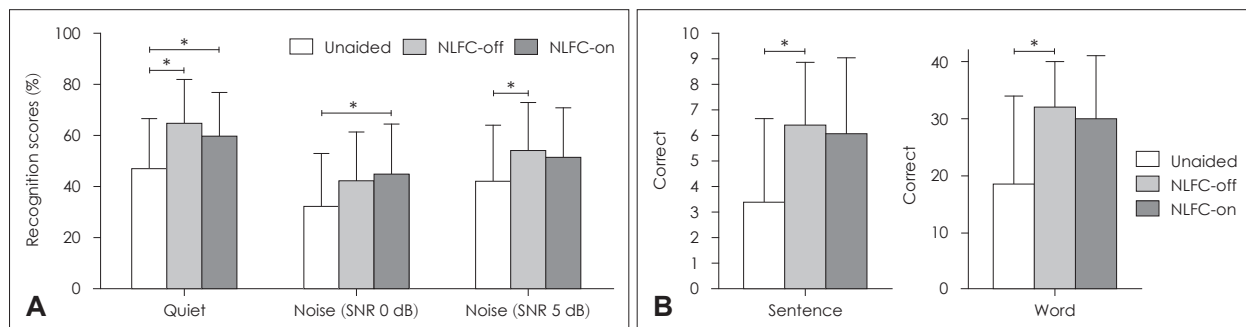 100
80
60
40
20
0
Recognition scores (%)
Unaided
NLFC-off
NLFC-on
*
*
*
*
Quiet
Noise (SNR 0 dB)
Noise (SNR 5 dB)
A
10
9
8
7
6
5
4
3
2
1
0
Correct
*
Sentence
B
40
30
20
10
0
Correct
*
Word
Unaided
NLFC-off
NLFC-on